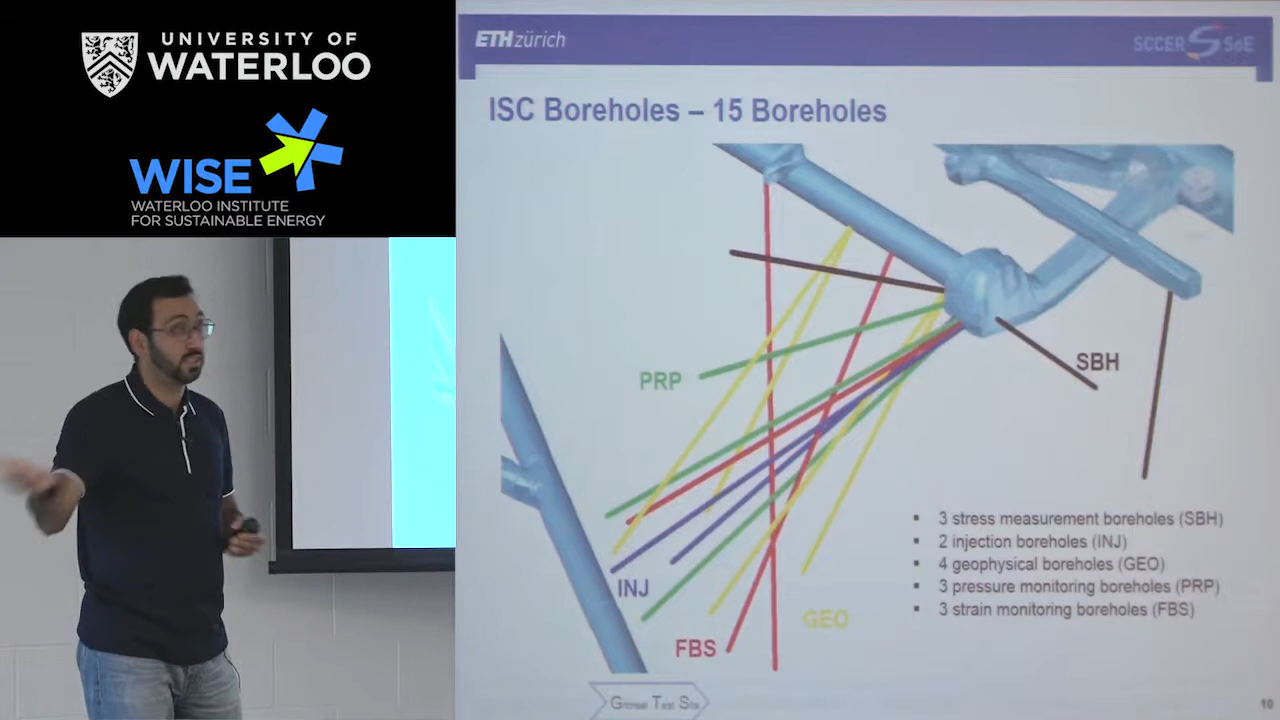 UNIVERSITY OF
WATERLOO
WISE
WATERLOO INSTITUTE
FOR SUSTAINABLE ENERGY
ETH zürich
SCCER SoE
ISC Boreholes – 15 Boreholes
PRP
SBH
INJ
GEO
FBS
▪ 3 stress measurement boreholes (SBH)
▪ 2 injection boreholes (INJ)
▪ 4 geophysical boreholes (GEO)
▪ 3 pressure monitoring boreholes (PRP)
▪ 3 strain monitoring boreholes (FBS)
Grimsel Test Site
10